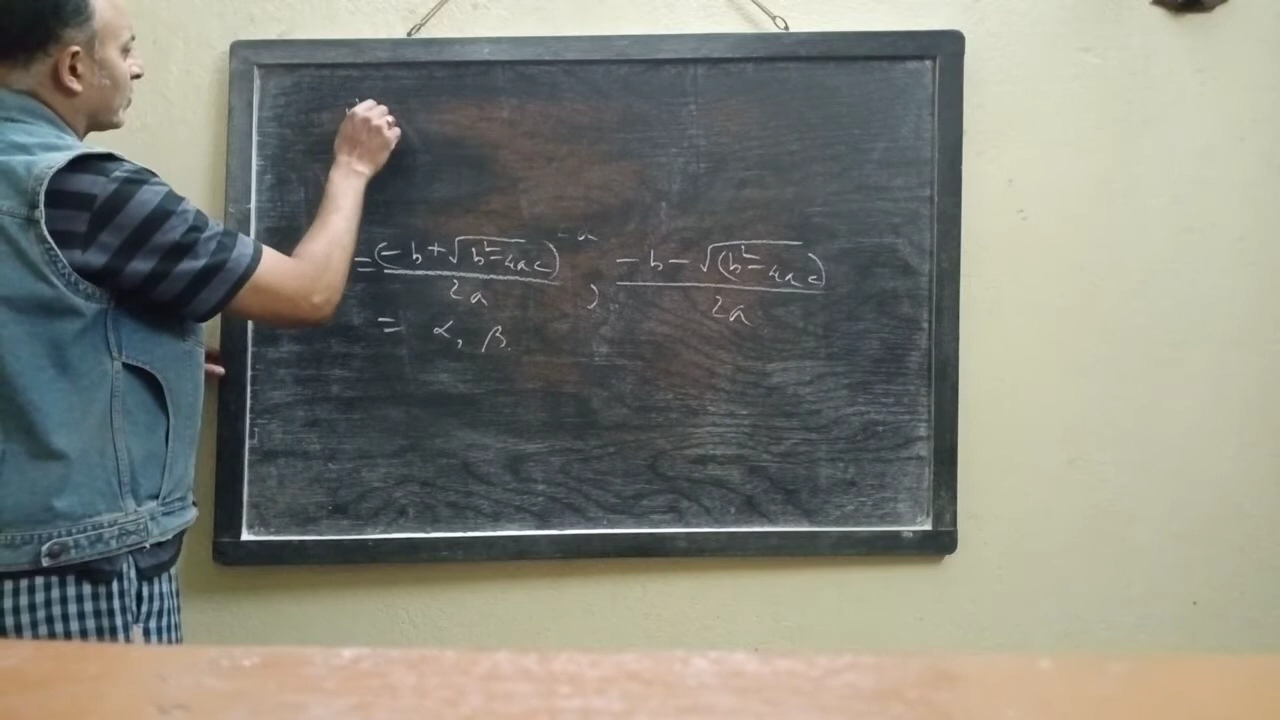 = (-b+√b²-4ac) / 2a , -b-√(b²-4ac) / 2a
= α, β.